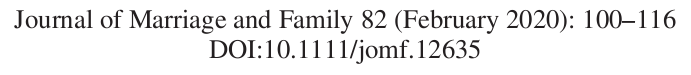 Journal of Marriage and Family 82 (February 2020): 100–116
DOI:10.1111/jomf.12635